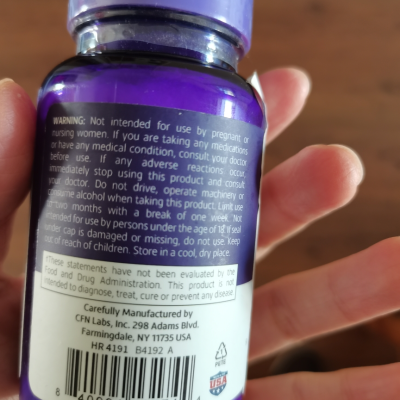 WARNING: Not intended for use by pregnant or
nursing women. If you are taking any medications
or have any medical condition, consult your doctor
before use. If any adverse reactions occur,
immediately stop using this product and consult
your doctor. Do not drive, operate machinery or
consume alcohol when taking this product. Limit use
to two months with a break of one week. Not
intended for use by persons under the age of 18. If seal
under cap is damaged or missing, do not use. Keep
out of reach of children. Store in a cool, dry place.
†These statements have not been evaluated by the
Food and Drug Administration. This product is not
intended to diagnose, treat, cure or prevent any disease.
Carefully Manufactured by
CFN Labs, Inc. 298 Adams Blvd.
Farmingdale, NY 11735 USA
HR 4191 B4192 A
USA
8